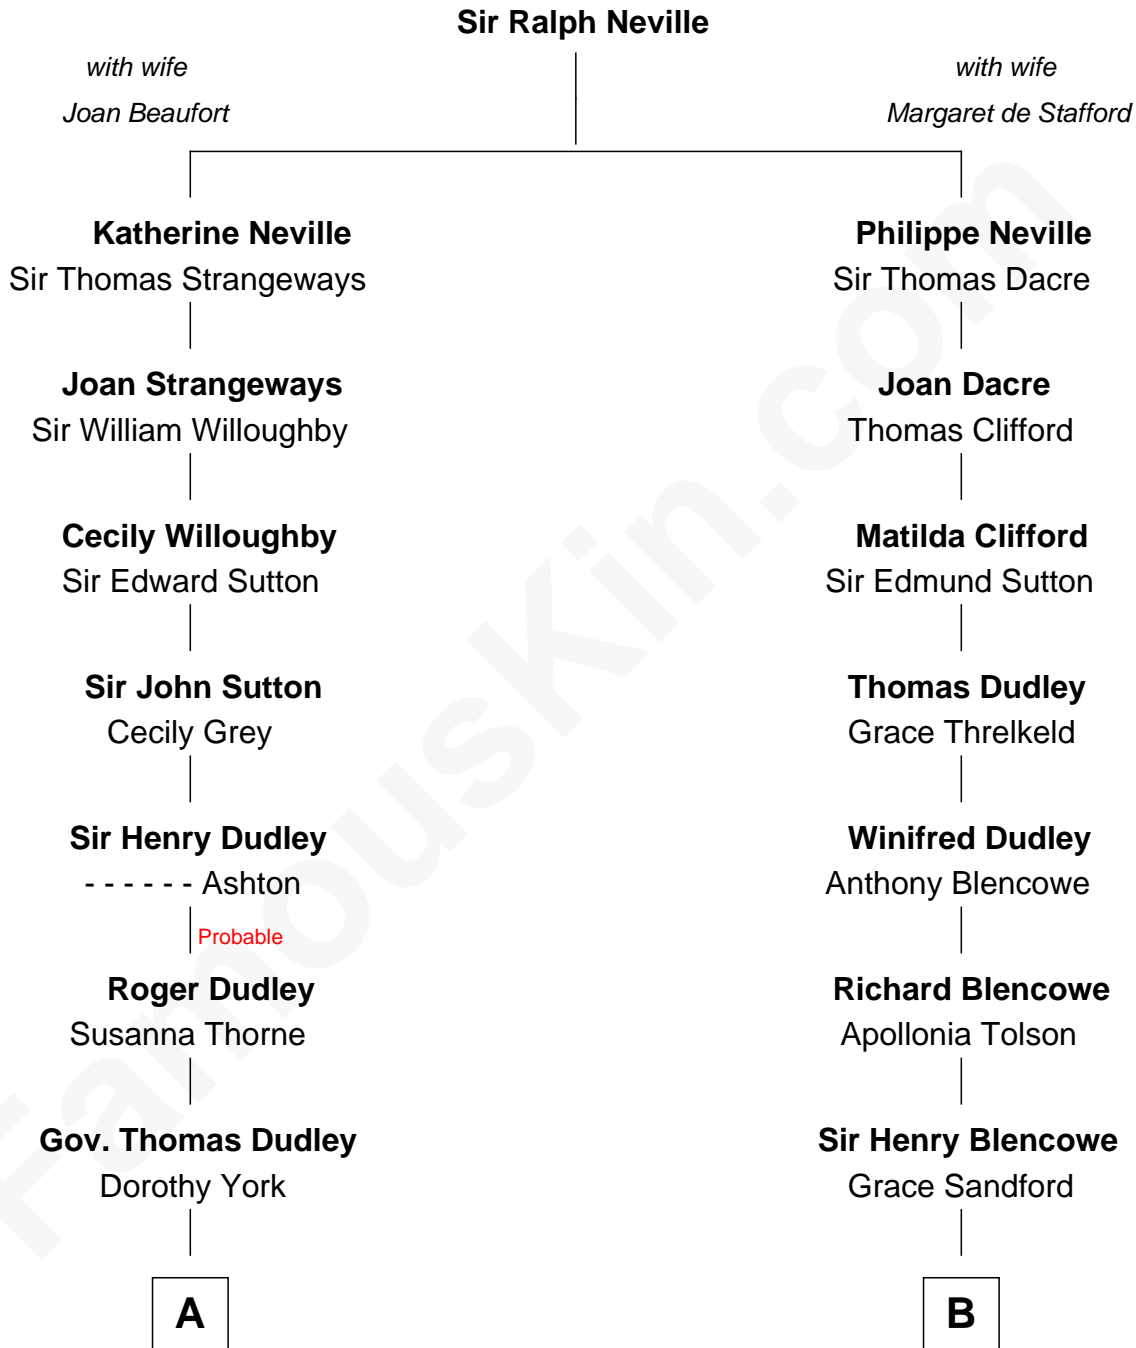 Sir Ralph Neville
with wife
Joan Beaufort
with wife
Margaret de Stafford
Katherine Neville
Sir Thomas Strangeways
Philippe Neville
Sir Thomas Dacre
Joan Strangeways
Sir William Willoughby
Joan Dacre
Thomas Clifford
Cecily Willoughby
Sir Edward Sutton
Matilda Clifford
Sir Edmund Sutton
Sir John Sutton
Cecily Grey
Thomas Dudley
Grace Threlkeld
Sir Henry Dudley
- - - - - - Ashton
Winifred Dudley
Anthony Blencowe
Probable
Roger Dudley
Susanna Thorne
Richard Blencowe
Apollonia Tolson
Gov. Thomas Dudley
Dorothy York
Sir Henry Blencowe
Grace Sandford
A
B
FamousKin.com